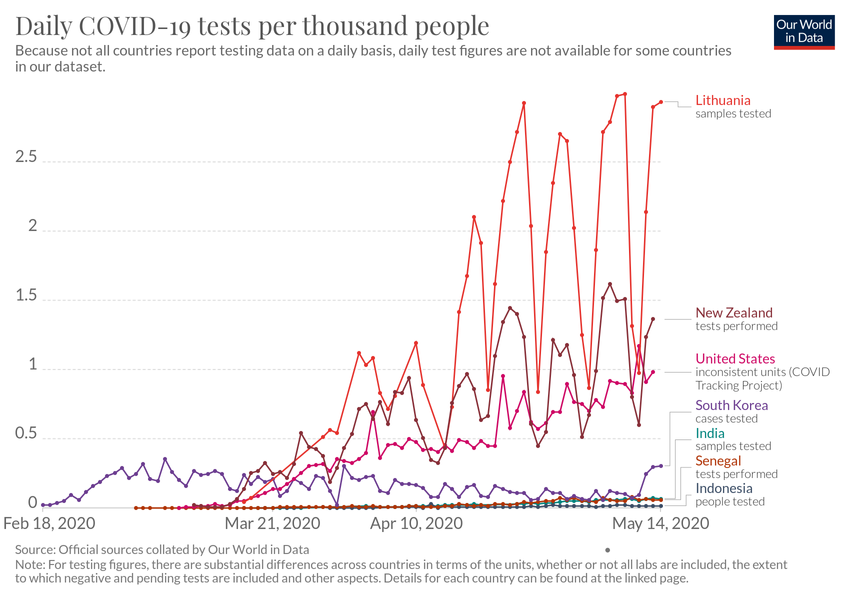 Daily COVID-19 tests per thousand people
Our World
in Data
Because not all countries report testing data on a daily basis, daily test figures are not available for some countries
in our dataset.
Lithuania
samples tested
2.5
2
1.5
New Zealand
tests performed
1
United States
inconsistent units (COVID
Tracking Project)
South Korea
cases tested
0.5
India
samples tested
Senegal
tests performed
Indonesia
people tested
0
Feb 18, 2020
Mar 21, 2020
Apr 10, 2020
May 14, 2020
Source: Official sources collated by Our World in Data
Note: For testing figures, there are substantial differences across countries in terms of the units, whether or not all labs are included, the extent
to which negative and pending tests are included and other aspects. Details for each country can be found at the linked page.